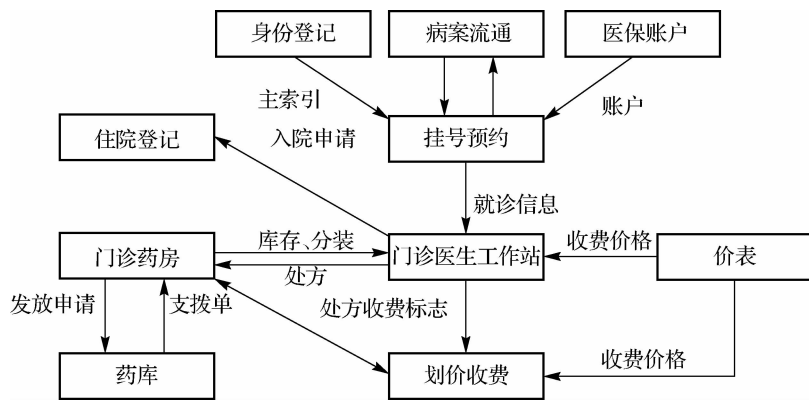 身份登记
病案流通
医保账户
主索引
账户
住院登记
入院申请
挂号预约
就诊信息
门诊药房
库存、分装
处方
门诊医生工作站
收费价格
价表
发放申请
支拨单
处方收费标志
药库
划价收费
收费价格